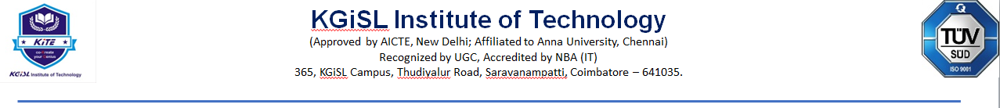 KGiSL Institute of Technology
(Approved by AICTE, New Delhi; Affiliated to Anna University, Chennai)
Recognized by UGC, Accredited by NBA (IT)
365, KGiSL Campus, Thudiyalur Road, Saravanampatti, Coimbatore – 641035.
KiTE
co-create
your Genius
KGiSL Institute of Technology
TÜV
SÜD
ISO 9001